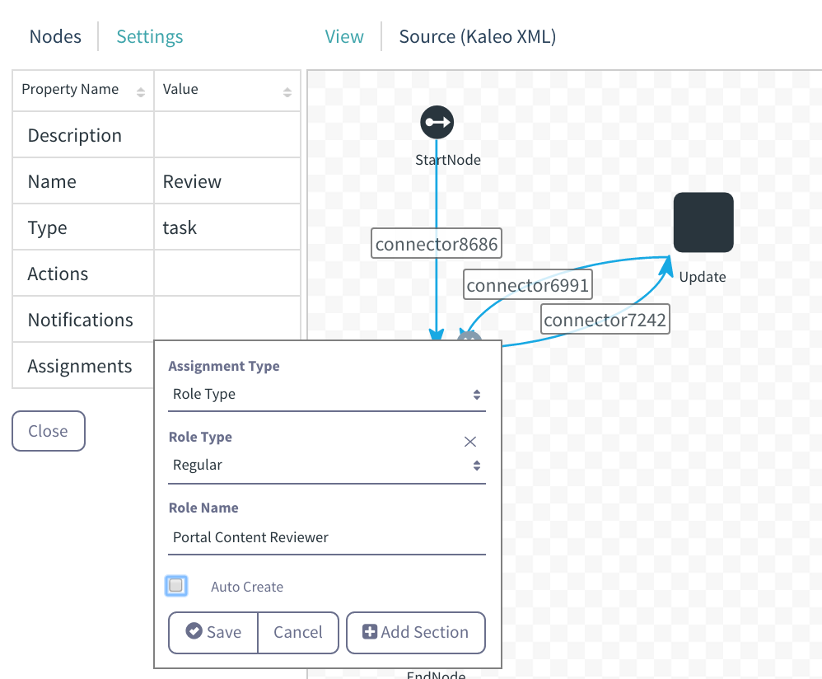 Nodes
Settings
View
Source (Kaleo XML)
Property Name
Value
Description
Name
Review
Type
task
Actions
Notifications
Assignments
Close
StartNode
connector8686
connector6991
connector7242
Update
Assignment Type
Role Type
Role Type
Regular
Role Name
Portal Content Reviewer
Auto Create
Save
Cancel
Add Section
EndNode